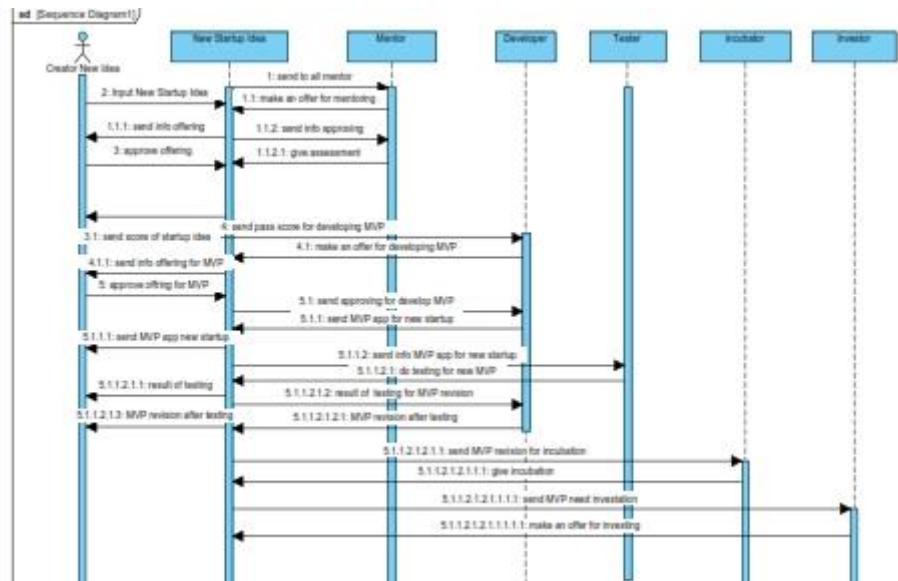 sd [Sequence Diagram1]
Creator New Idea
New Startup Idea
Mentor
Developer
Tester
Incubator
Investor
1: send to all mentor
2: Input New Startup Idea
1.1: make an offer for mentoring
1.1.1: send info offering
1.1.2: send info approving
3: approve offering
1.1.2.1: give assessment
4: send pass score for developing MVP
3.1: send score of startup idea
4.1: make an offer for developing MVP
4.1.1: send info offering for MVP
5: approve offring for MVP
5.1: send approving for develop MVP
5.1.1: send MVP app for new startup
5.1.1.1: send MVP app new startup
5.1.1.2: send info MVP app for new startup
5.1.1.2.1: do testing for new MVP
5.1.1.2.1.1: result of testing
5.1.1.2.1.2: result of testing for MVP revision
5.1.1.2.1.3: MVP revision after testing
5.1.1.2.1.2.1: MVP revision after testing
5.1.1.2.1.2.1.1: send MVP revision for incubation
5.1.1.2.1.2.1.1.1: give incubation
5.1.1.2.1.2.1.1.1.1: send MVP need investation
5.1.1.2.1.2.1.1.1.1.1: make an offer for investing